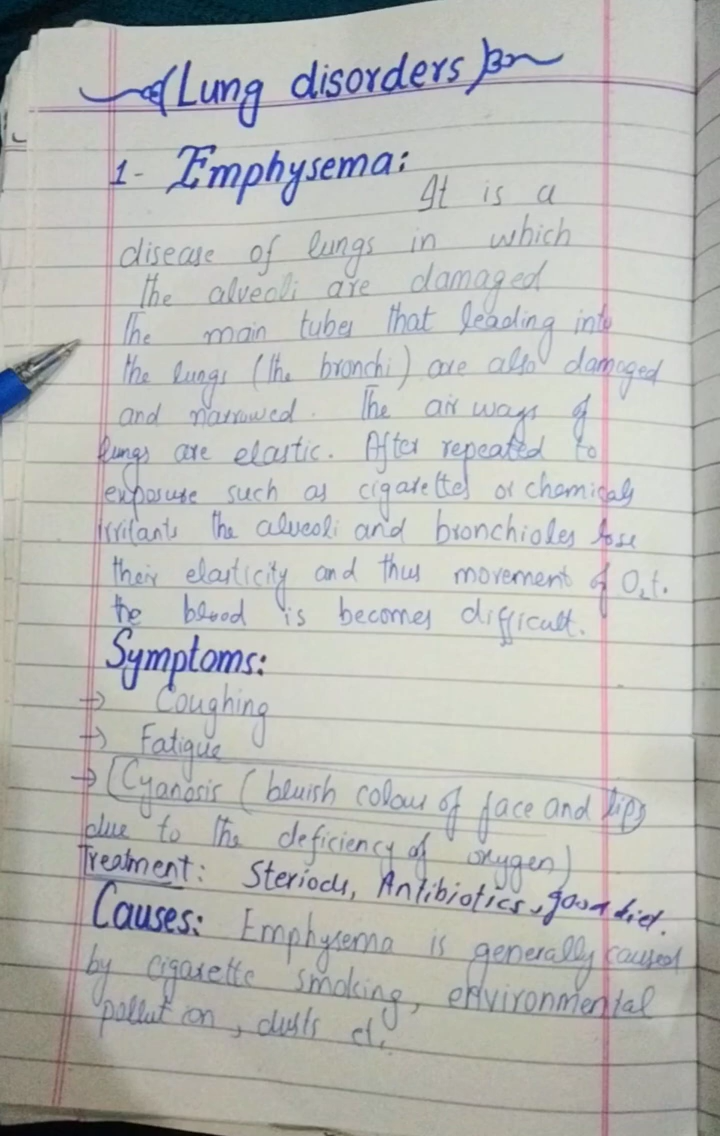 Lung disorders
1- Emphysema:
It is a
disease of lungs in which
the alveoli are damaged
The main tubes that leading into
the lungs (the bronchi) are also damaged
and narrowed. The air ways of
lungs are elastic. After repeated to
exposure such as cigarettes or chemicals
irritants the alveoli and bronchioles lose
their elasticity and thus movement of O₂ t.
the blood is becomes difficult.
Symptoms:
→ Coughing
→ Fatigue
→ Cyanosis (bluish colour of face and lips
due to the deficiency of oxygen)
Treatment: Steriods, Antibiotics, good diet.
Causes: Emphysema is generally caused
by cigarette smoking, environmental
pollution, dusts et.